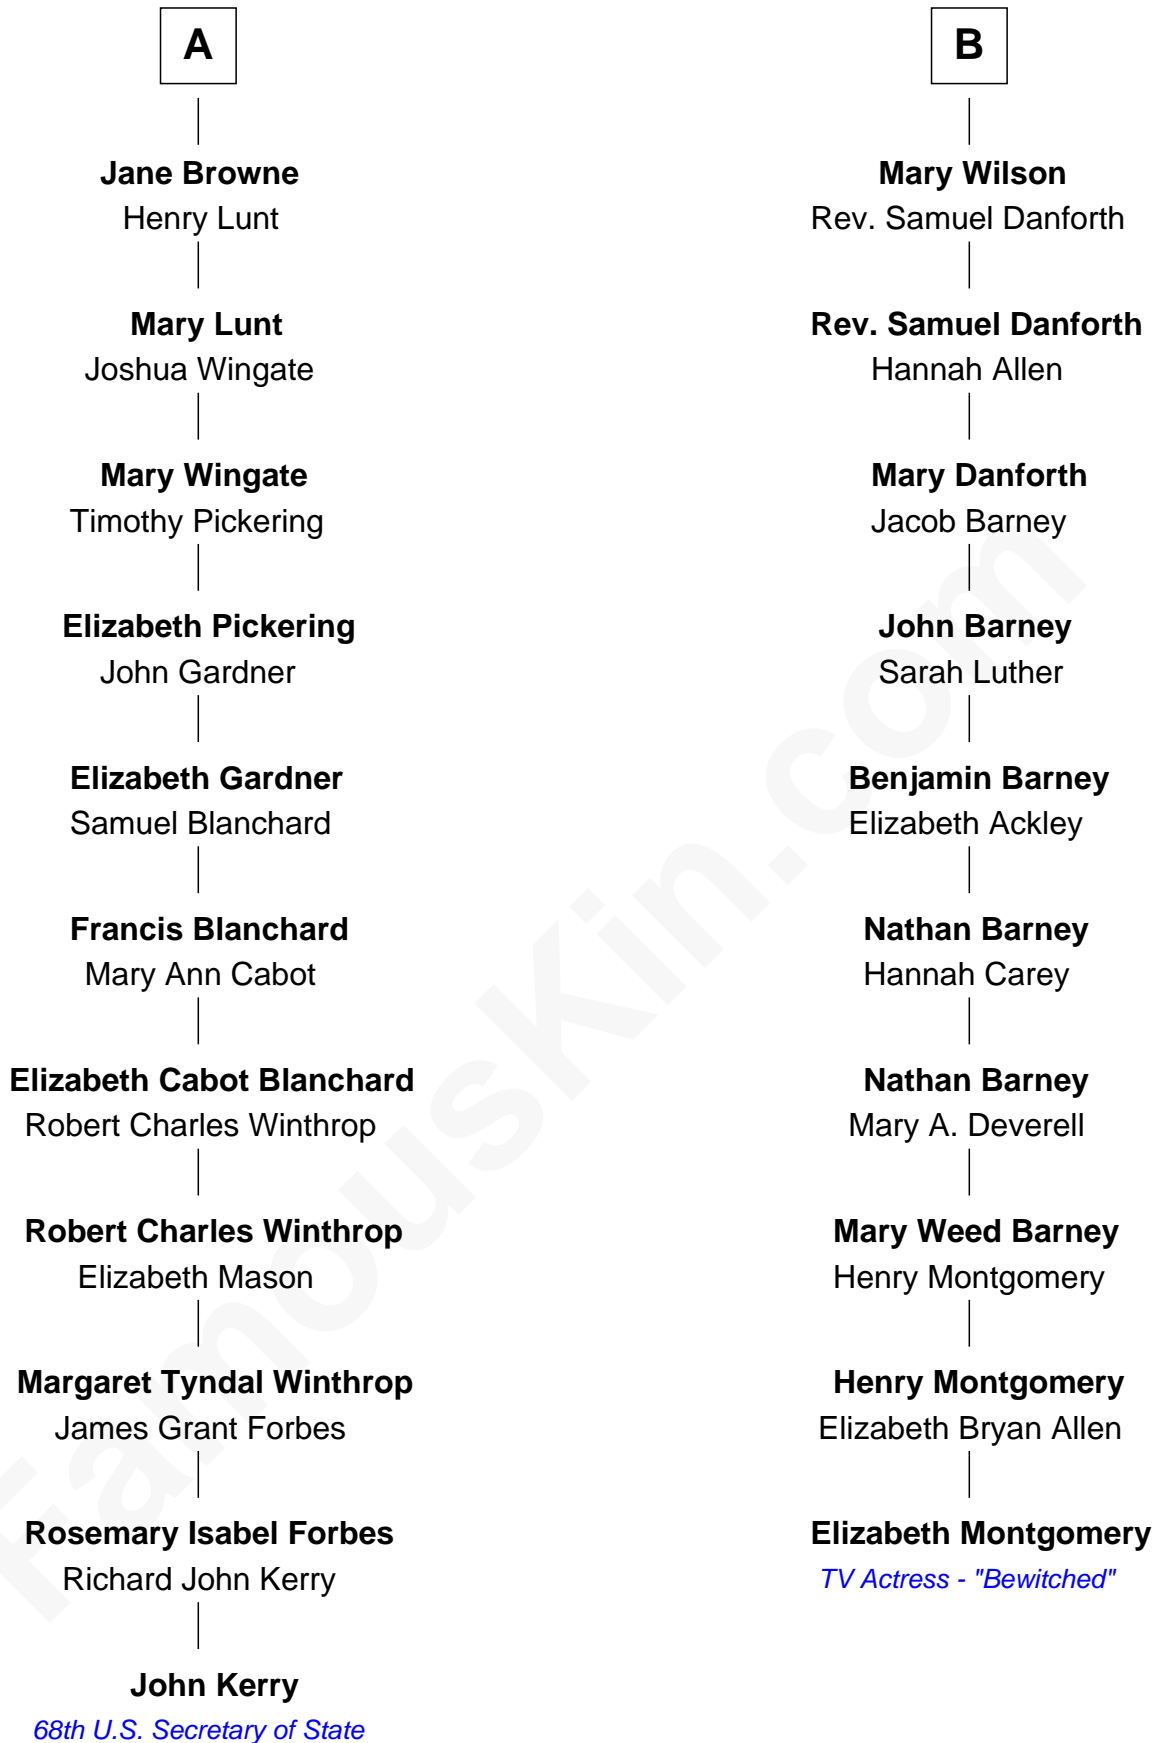 A
Jane Browne
Henry Lunt
Mary Lunt
Joshua Wingate
Mary Wingate
Timothy Pickering
Elizabeth Pickering
John Gardner
Elizabeth Gardner
Samuel Blanchard
Francis Blanchard
Mary Ann Cabot
Elizabeth Cabot Blanchard
Robert Charles Winthrop
Robert Charles Winthrop
Elizabeth Mason
Margaret Tyndal Winthrop
James Grant Forbes
Rosemary Isabel Forbes
Richard John Kerry
John Kerry
68th U.S. Secretary of State
B
Mary Wilson
Rev. Samuel Danforth
Rev. Samuel Danforth
Hannah Allen
Mary Danforth
Jacob Barney
John Barney
Sarah Luther
Benjamin Barney
Elizabeth Ackley
Nathan Barney
Hannah Carey
Nathan Barney
Mary A. Deverell
Mary Weed Barney
Henry Montgomery
Henry Montgomery
Elizabeth Bryan Allen
Elizabeth Montgomery
TV Actress - "Bewitched"
FamousKin.com